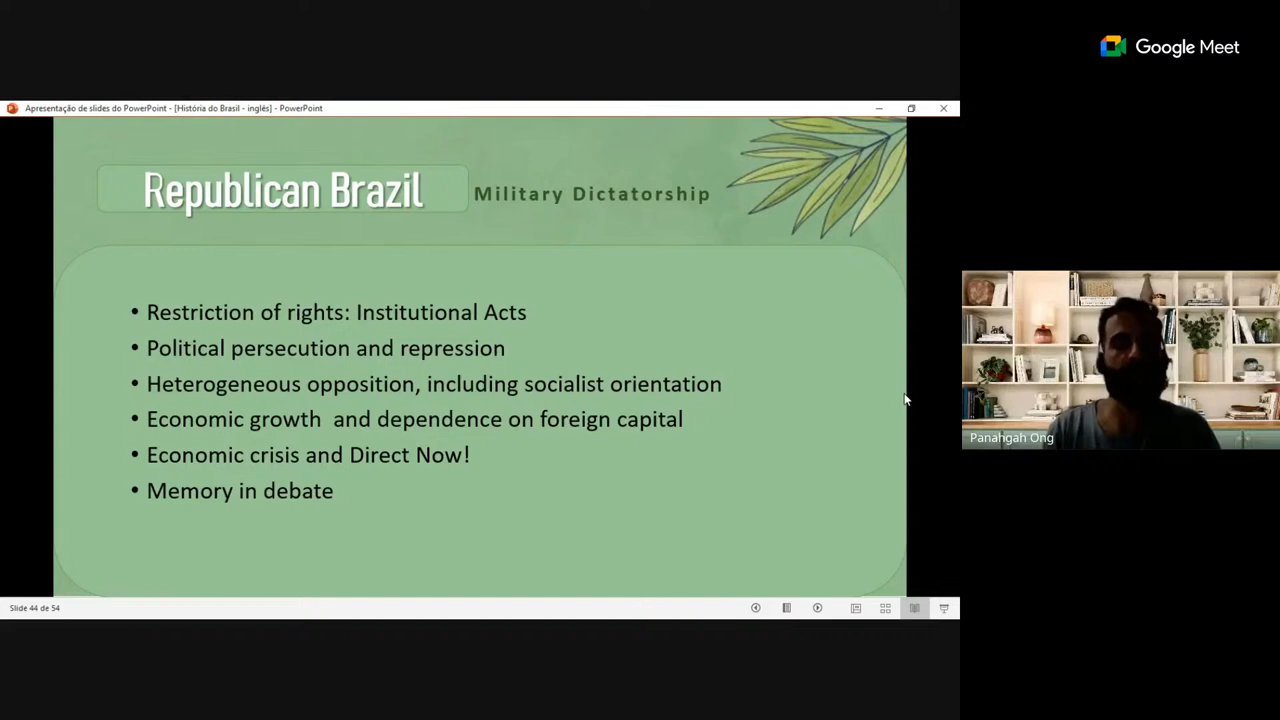 Google Meet
Apresentação de slides do PowerPoint - [História do Brasil - inglês] - PowerPoint
Republican Brazil
Military Dictatorship
• Restriction of rights: Institutional Acts
• Political persecution and repression
• Heterogeneous opposition, including socialist orientation
• Economic growth  and dependence on foreign capital
• Economic crisis and Direct Now!
• Memory in debate
Panahgah Ong
Slide 44 de 54